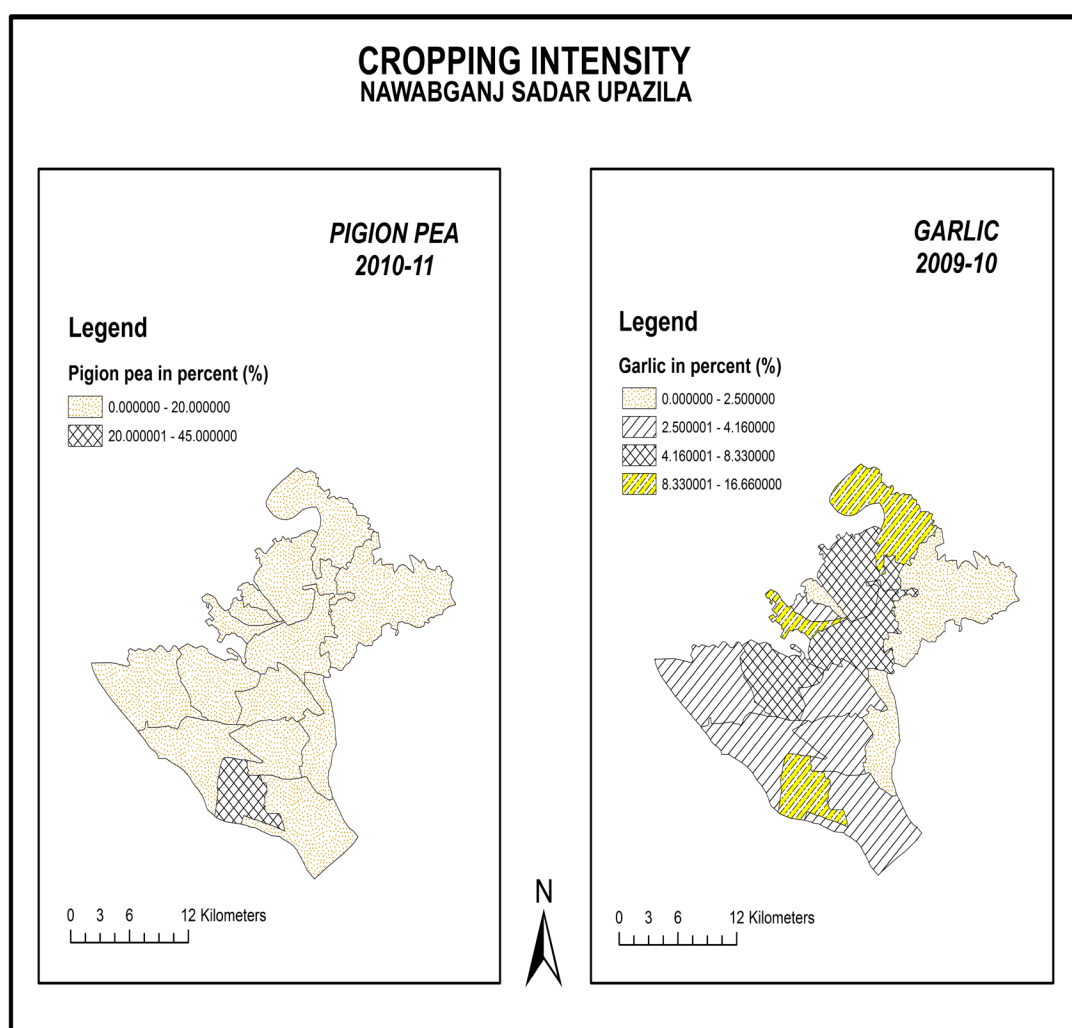 CROPPING INTENSITY
NAWABGANJ SADAR UPAZILA
PIGION PEA
2010-11
Legend
Pigion pea in percent (%)
0.000000 - 20.000000
20.000001 - 45.000000
0 3 6 12 Kilometers
N
GARLIC
2009-10
Legend
Garlic in percent (%)
0.000000 - 2.500000
2.500001 - 4.160000
4.160001 - 8.330000
8.330001 - 16.660000
0 3 6 12 Kilometers